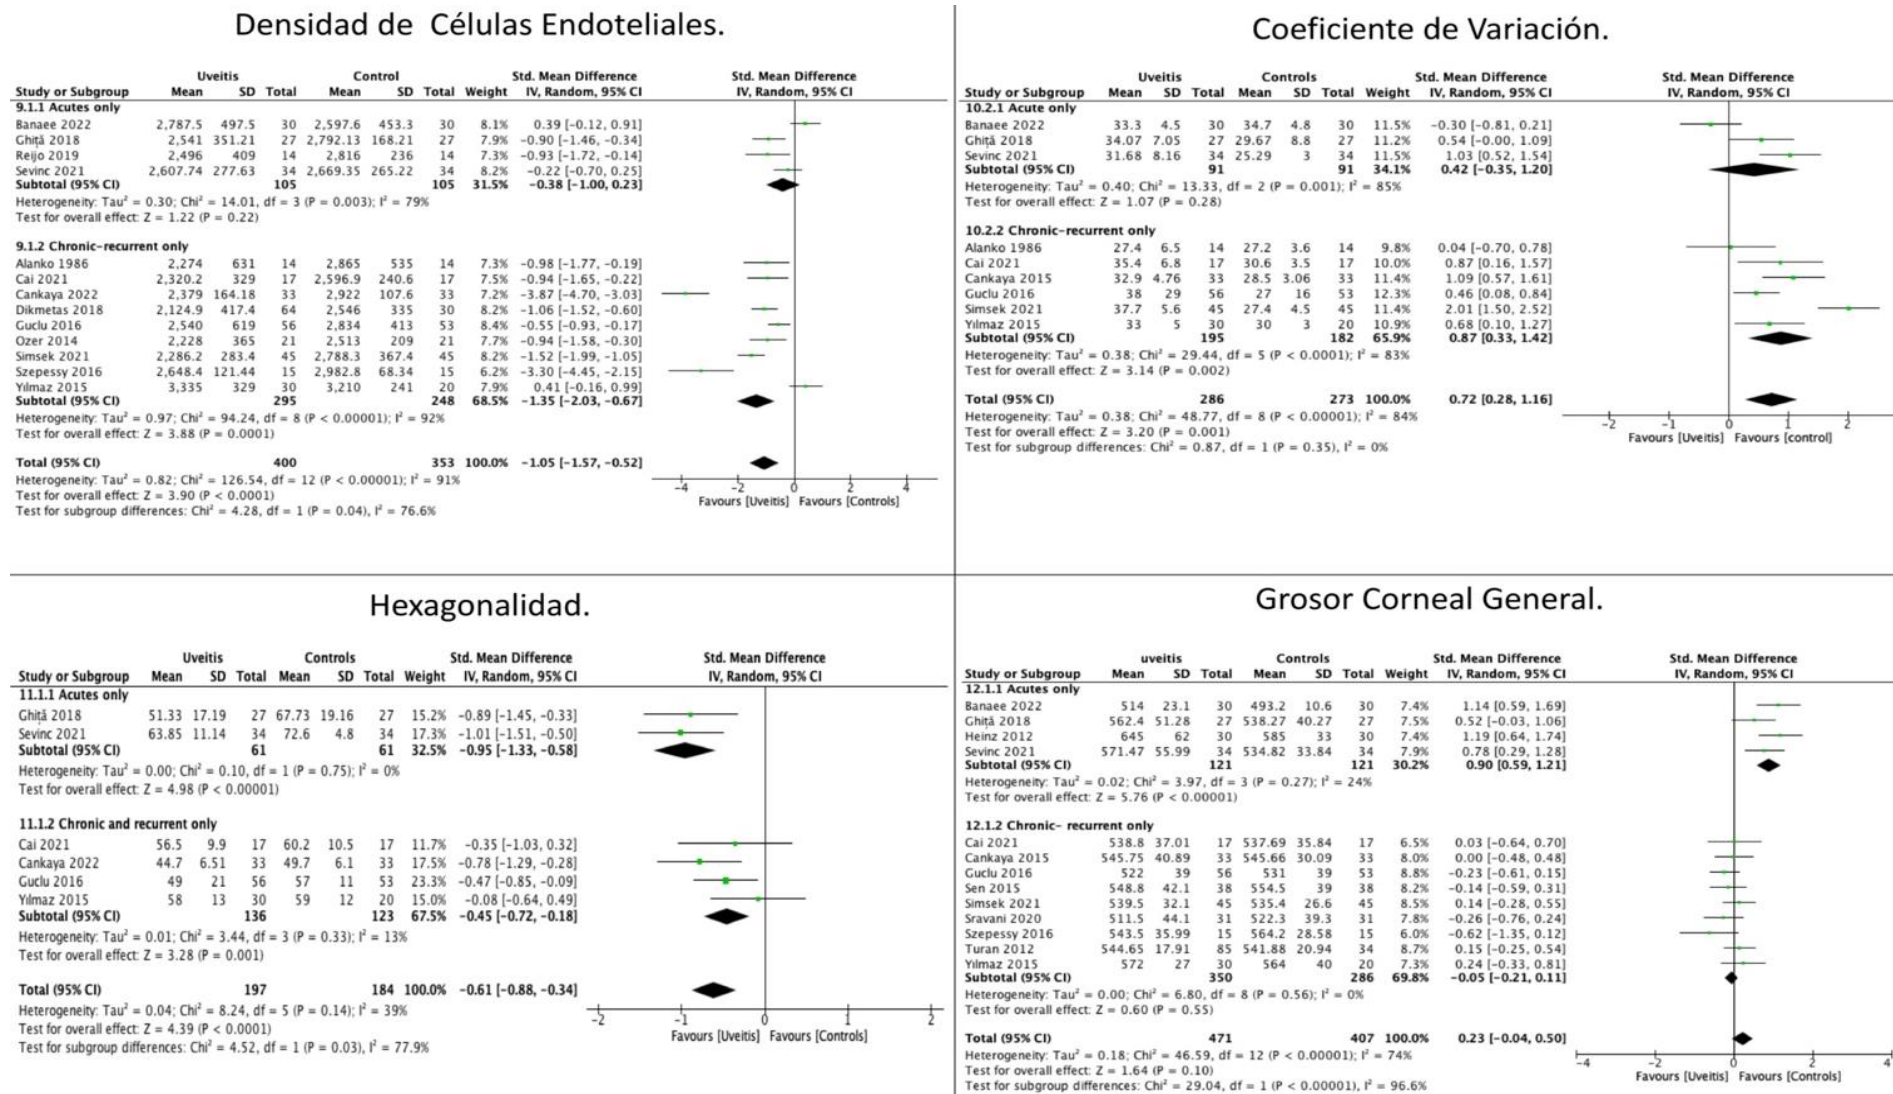 Densidad de Células Endoteliales.
Uveitis Control Std. Mean Difference Std. Mean Difference
Study or Subgroup Mean SD Total Mean SD Total Weight IV, Random, 95% CI IV, Random, 95% CI
9.1.1 Acutes only
Banaee 2022 2,787.5 497.5 30 2,597.6 453.3 30 8.1% 0.39 [-0.12, 0.91]
Ghiță 2018 2,541 351.21 27 2,792.13 168.21 27 7.9% -0.90 [-1.46, -0.34]
Reijo 2019 2,496 409 14 2,816 236 14 7.2% -0.93 [-1.72, -0.14]
Sevinc 2021 2,607.74 277.63 34 2,669.35 265.22 34 8.2% -0.22 [-0.70, 0.25]
Subtotal (95% CI) 105 105 31.5% -0.38 [-1.00, 0.23]
Heterogeneity: Tau² = 0.30; Chi² = 14.01, df = 3 (P = 0.003); I² = 79%
Test for overall effect: Z = 1.22 (P = 0.22)
9.1.2 Chronic-recurrent only
Alanko 1986 2,274 631 14 2,865 535 14 7.3% -0.98 [-1.77, -0.19]
Cai 2021 2,320.2 329 17 2,596.9 240.6 17 7.5% -0.94 [-1.65, -0.22]
Cankaya 2022 2,379 164.18 33 2,922 107.6 33 7.2% -3.87 [-4.70, -3.03]
Dikmetas 2018 2,124.9 417.4 64 2,546 335 30 8.2% -1.06 [-1.52, -0.60]
Guclu 2016 2,540 619 56 2,834 413 53 8.4% -0.55 [-0.93, -0.17]
Ozer 2014 2,228 365 21 2,513 209 21 7.7% -0.94 [-1.58, -0.30]
Simsek 2021 2,286.2 283.4 45 2,788.3 367.4 45 8.2% -1.52 [-1.99, -1.05]
Szepessy 2016 2,648.4 121.44 15 2,982.8 68.34 15 6.2% -3.30 [-4.45, -2.15]
Yılmaz 2015 3,335 329 30 3,210 241 20 7.9% 0.41 [-0.16, 0.99]
Subtotal (95% CI) 295 248 68.5% -1.35 [-2.03, -0.67]
Heterogeneity: Tau² = 0.97; Chi² = 94.24, df = 8 (P < 0.00001); I² = 92%
Test for overall effect: Z = 3.88 (P = 0.0001)
Total (95% CI) 400 353 100.0% -1.05 [-1.57, -0.52]
Heterogeneity: Tau² = 0.82; Chi² = 126.54, df = 12 (P < 0.00001); I² = 91%
Test for overall effect: Z = 3.90 (P < 0.0001)
Test for subgroup differences: Chi² = 4.28, df = 1 (P = 0.04), I² = 76.6%
-4 -2 0 2 4
Favours [Uveitis] Favours [Controls]
Coeficiente de Variación.
Uveitis Controls Std. Mean Difference Std. Mean Difference
Study or Subgroup Mean SD Total Mean SD Total Weight IV, Random, 95% CI IV, Random, 95% CI
10.2.1 Acute only
Banaee 2022 33.3 4.5 30 34.7 4.8 30 11.5% -0.30 [-0.81, 0.21]
Ghiță 2018 34.07 7.05 27 29.67 8.8 27 11.2% 0.54 [-0.00, 1.09]
Sevinc 2021 31.68 8.16 34 25.29 3 34 11.5% 1.03 [0.52, 1.54]
Subtotal (95% CI) 91 91 34.1% 0.42 [-0.35, 1.20]
Heterogeneity: Tau² = 0.40; Chi² = 13.33, df = 2 (P = 0.001); I² = 85%
Test for overall effect: Z = 1.07 (P = 0.28)
10.2.2 Chronic-recurrent only
Alanko 1986 27.4 6.5 14 27.2 3.6 14 9.8% 0.04 [-0.70, 0.78]
Cai 2021 35.4 6.8 17 30.6 3.5 17 10.0% 0.87 [0.16, 1.57]
Cankaya 2015 32.9 4.76 33 28.5 3.06 33 11.4% 1.09 [0.57, 1.61]
Guclu 2016 38 29 56 27 16 53 12.3% 0.46 [0.08, 0.84]
Simsek 2021 37.7 5.6 45 27.4 4.5 45 11.4% 2.01 [1.50, 2.52]
Yılmaz 2015 33 5 30 30 3 20 10.9% 0.68 [0.10, 1.27]
Subtotal (95% CI) 195 182 65.9% 0.87 [0.33, 1.42]
Heterogeneity: Tau² = 0.38; Chi² = 29.44, df = 5 (P < 0.0001); I² = 83%
Test for overall effect: Z = 3.14 (P = 0.002)
Total (95% CI) 286 273 100.0% 0.72 [0.28, 1.16]
Heterogeneity: Tau² = 0.38; Chi² = 48.77, df = 8 (P < 0.00001); I² = 84%
Test for overall effect: Z = 3.20 (P = 0.001)
Test for subgroup differences: Chi² = 0.87, df = 1 (P = 0.35), I² = 0%
-2 -1 0 1 2
Favours [Uveitis] Favours [control]
Hexagonalidad.
Uveitis Controls Std. Mean Difference Std. Mean Difference
Study or Subgroup Mean SD Total Mean SD Total Weight IV, Random, 95% CI IV, Random, 95% CI
11.1.1 Acutes only
Ghiță 2018 51.33 17.19 27 67.73 19.16 27 15.2% -0.89 [-1.45, -0.33]
Sevinc 2021 63.85 11.14 34 72.6 4.8 34 17.3% -1.01 [-1.51, -0.50]
Subtotal (95% CI) 61 61 32.5% -0.95 [-1.33, -0.58]
Heterogeneity: Tau² = 0.00; Chi² = 0.10, df = 1 (P = 0.75); I² = 0%
Test for overall effect: Z = 4.98 (P < 0.00001)
11.1.2 Chronic and recurrent only
Cai 2021 56.5 9.9 17 60.2 10.5 17 11.7% -0.35 [-1.03, 0.32]
Cankaya 2022 44.7 6.51 33 49.7 6.1 33 17.5% -0.78 [-1.29, -0.28]
Guclu 2016 49 21 56 57 11 53 23.3% -0.47 [-0.85, -0.09]
Yılmaz 2015 58 13 30 59 12 20 15.0% -0.08 [-0.64, 0.49]
Subtotal (95% CI) 136 123 67.5% -0.45 [-0.72, -0.18]
Heterogeneity: Tau² = 0.01; Chi² = 3.44, df = 3 (P = 0.33); I² = 13%
Test for overall effect: Z = 3.28 (P = 0.001)
Total (95% CI) 197 184 100.0% -0.61 [-0.88, -0.34]
Heterogeneity: Tau² = 0.04; Chi² = 8.24, df = 5 (P = 0.14); I² = 39%
Test for overall effect: Z = 4.39 (P < 0.0001)
Test for subgroup differences: Chi² = 4.52, df = 1 (P = 0.03), I² = 77.9%
-2 -1 0 1 2
Favours [Uveitis] Favours [Controls]
Grosor Corneal General.
uveitis Controls Std. Mean Difference Std. Mean Difference
Study or Subgroup Mean SD Total Mean SD Total Weight IV, Random, 95% CI IV, Random, 95% CI
12.1.1 Acutes only
Banaee 2022 514 23.1 30 493.2 10.6 30 7.4% 1.14 [0.59, 1.69]
Ghiță 2018 562.4 51.28 27 538.27 40.27 27 7.5% 0.52 [-0.03, 1.06]
Heinz 2012 645 62 30 585 33 30 7.4% 1.19 [0.64, 1.74]
Sevinc 2021 571.47 55.99 34 534.82 33.84 34 7.9% 0.78 [0.29, 1.28]
Subtotal (95% CI) 121 121 30.2% 0.90 [0.59, 1.21]
Heterogeneity: Tau² = 0.02; Chi² = 3.97, df = 3 (P = 0.27); I² = 24%
Test for overall effect: Z = 5.76 (P < 0.00001)
12.1.2 Chronic- recurrent only
Cai 2021 538.8 37.01 17 537.69 35.84 17 6.5% 0.03 [-0.64, 0.70]
Cankaya 2015 545.75 40.89 33 545.66 30.09 33 8.0% 0.00 [-0.48, 0.48]
Guclu 2016 522 39 56 531 39 53 8.9% -0.23 [-0.61, 0.15]
Sen 2015 548.8 42.1 38 554.5 39 38 8.2% -0.14 [-0.59, 0.31]
Simsek 2021 539.5 32.1 45 535.4 26.6 45 8.5% 0.14 [-0.28, 0.55]
Sravani 2020 511.5 44.1 31 522.3 39.3 31 7.8% -0.26 [-0.76, 0.24]
Szepessy 2016 543.5 35.99 15 564.2 28.58 15 6.0% -0.62 [-1.35, 0.12]
Turan 2012 544.65 17.91 85 541.88 20.94 34 8.7% 0.15 [-0.25, 0.54]
Yılmaz 2015 572 27 30 564 40 20 7.3% 0.24 [-0.33, 0.81]
Subtotal (95% CI) 350 286 69.8% -0.05 [-0.21, 0.11]
Heterogeneity: Tau² = 0.00; Chi² = 6.80, df = 8 (P = 0.56); I² = 0%
Test for overall effect: Z = 0.60 (P = 0.55)
Total (95% CI) 471 407 100.0% 0.23 [-0.04, 0.50]
Heterogeneity: Tau² = 0.18; Chi² = 46.59, df = 12 (P < 0.00001); I² = 74%
Test for overall effect: Z = 1.64 (P = 0.10)
Test for subgroup differences: Chi² = 29.04, df = 1 (P < 0.00001), I² = 96.6%
-4 -2 0 2 4
Favours [Uveitis] Favours [Controls]